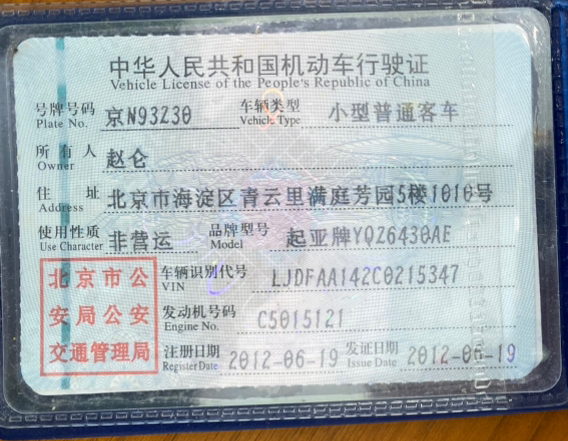 中华人民共和国机动车行驶证
Vehicle License of the People's Republic of China
号牌号码 京N93Z30 车辆类型 小型普通客车
Plate No. Vehicle Type
所有人 赵仑
Owner
住址 北京市海淀区青云里满庭芳园5楼1010号
Address
使用性质 非营运 品牌型号 起亚牌YQZ6430AE
Use Character Model
北京市公
安局公安
交通管理局
车辆识别代号 LJDFAA142C0215347
VIN
发动机号码 C5015121
Engine No.
注册日期 2012-06-19 发证日期 2012-06-19
Register Date Issue Date